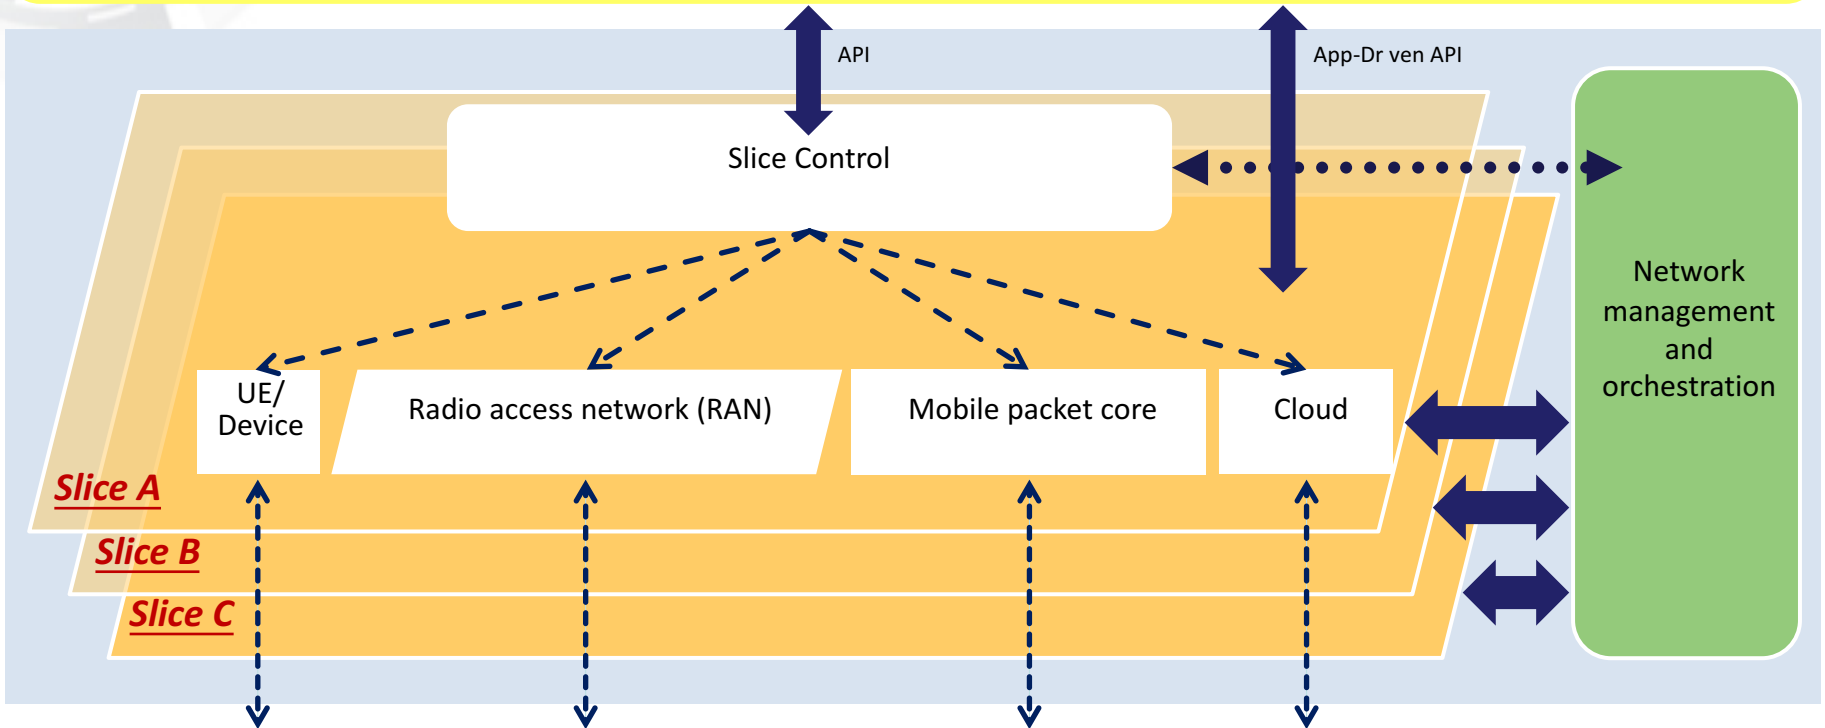 API
App-Dr ven API
Slice Control
Network
management
and
orchestration
UE/
Device
Radio access network (RAN)
Mobile packet core
Cloud
Slice A
Slice B
Slice C